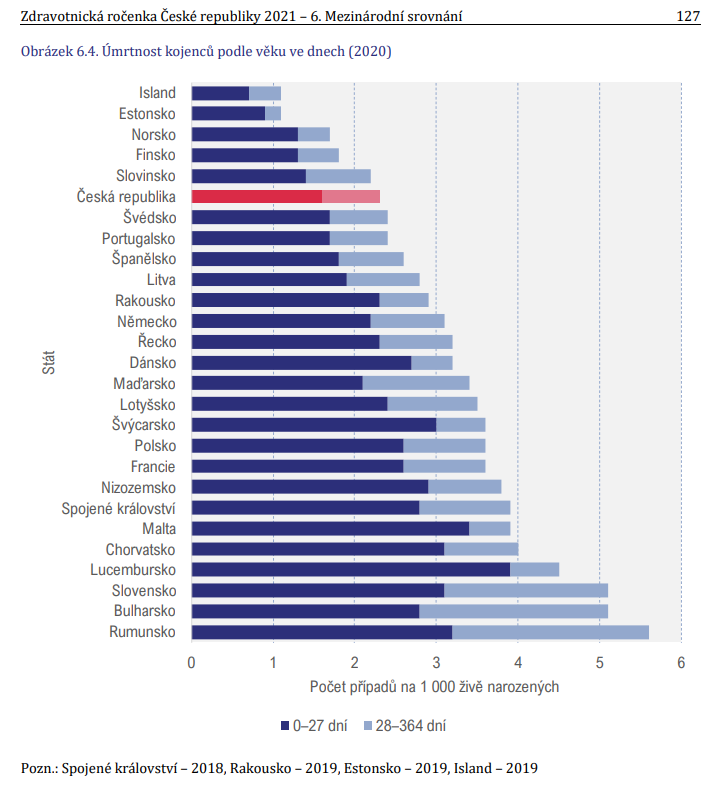 Zdravotnická ročenka České republiky 2021 – 6. Mezinárodní srovnání 127
Obrázek 6.4. Úmrtnost kojenců podle věku ve dnech (2020)
Island
Estonsko
Norsko
Finsko
Slovinsko
Česká republika
Švédsko
Portugalsko
Španělsko
Litva
Rakousko
Německo
Řecko
Dánsko
Maďarsko
Lotyšsko
Švýcarsko
Polsko
Francie
Nizozemsko
Spojené království
Malta
Chorvatsko
Lucembursko
Slovensko
Bulharsko
Rumunsko
Stát
0 1 2 3 4 5 6
Počet případů na 1 000 živě narozených
0–27 dní 28–364 dní
Pozn.: Spojené království – 2018, Rakousko – 2019, Estonsko – 2019, Island – 2019